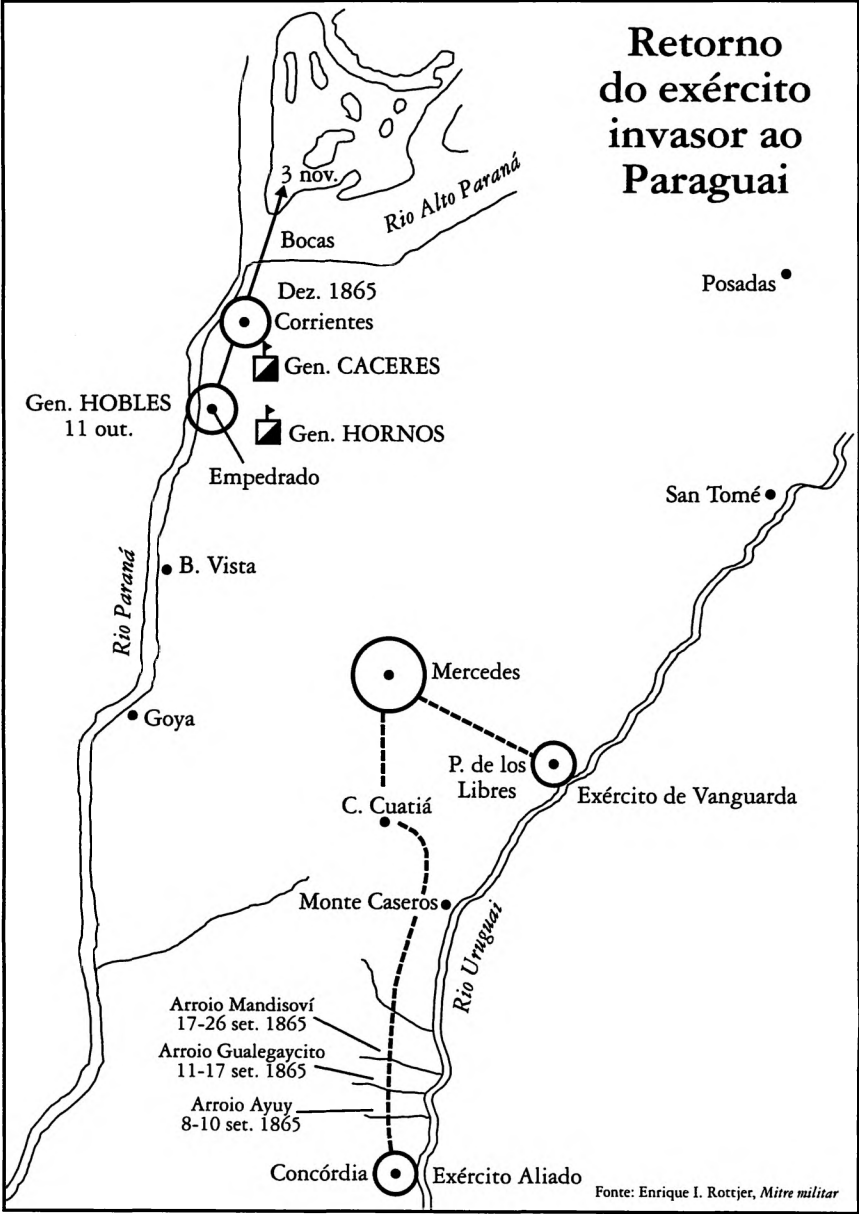 Retorno
do exército
invasor ao
Paraguai
3 nov.
Rio Alto Paraná
Bocas
Posadas
Dez. 1865
Corrientes
Gen. CACERES
Gen. HOBLES
11 out.
Gen. HORNOS
Empedrado
San Tomé
B. Vista
Rio Paraná
Mercedes
Goya
P. de los
Libres
Exército de Vanguarda
C. Cuatiá
Monte Caseros
Rio Uruguai
Arroio Mandisoví
17-26 set. 1865
Arroio Gualegaycito
11-17 set. 1865
Arroio Ayuy
8-10 set. 1865
Concórdia
Exército Aliado
Fonte: Enrique I. Rottjer, Mitre militar